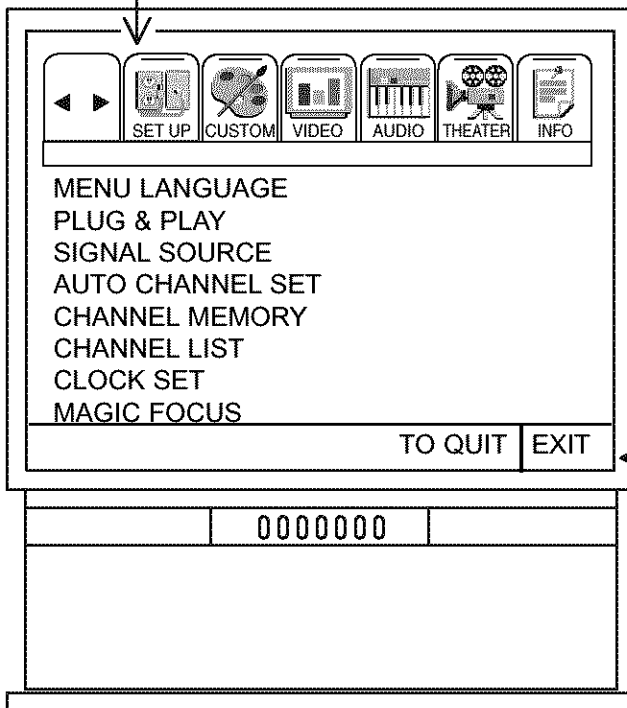 SET UP CUSTOM VIDEO AUDIO THEATER INFO
MENU LANGUAGE
PLUG & PLAY
SIGNAL SOURCE
AUTO CHANNEL SET
CHANNEL MEMORY
CHANNEL LIST
CLOCK SET
MAGIC FOCUS
TO QUIT EXIT
0000000